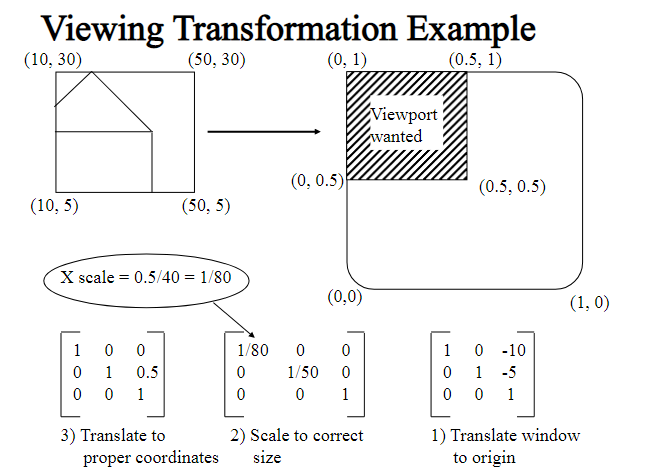 Viewing Transformation Example
(10, 30) (50, 30) (0, 1) (0.5, 1)
Viewport
wanted
(0, 0.5) (0.5, 0.5)
(10, 5) (50, 5)
X scale = 0.5/40 = 1/80
(0,0) (1, 0)
1 0 0 1/80 0 0 1 0 -10
0 1 0.5 0 1/50 0 0 1 -5
0 0 1 0 0 1 0 0 1
3) Translate to 2) Scale to correct 1) Translate window
proper coordinates size to origin